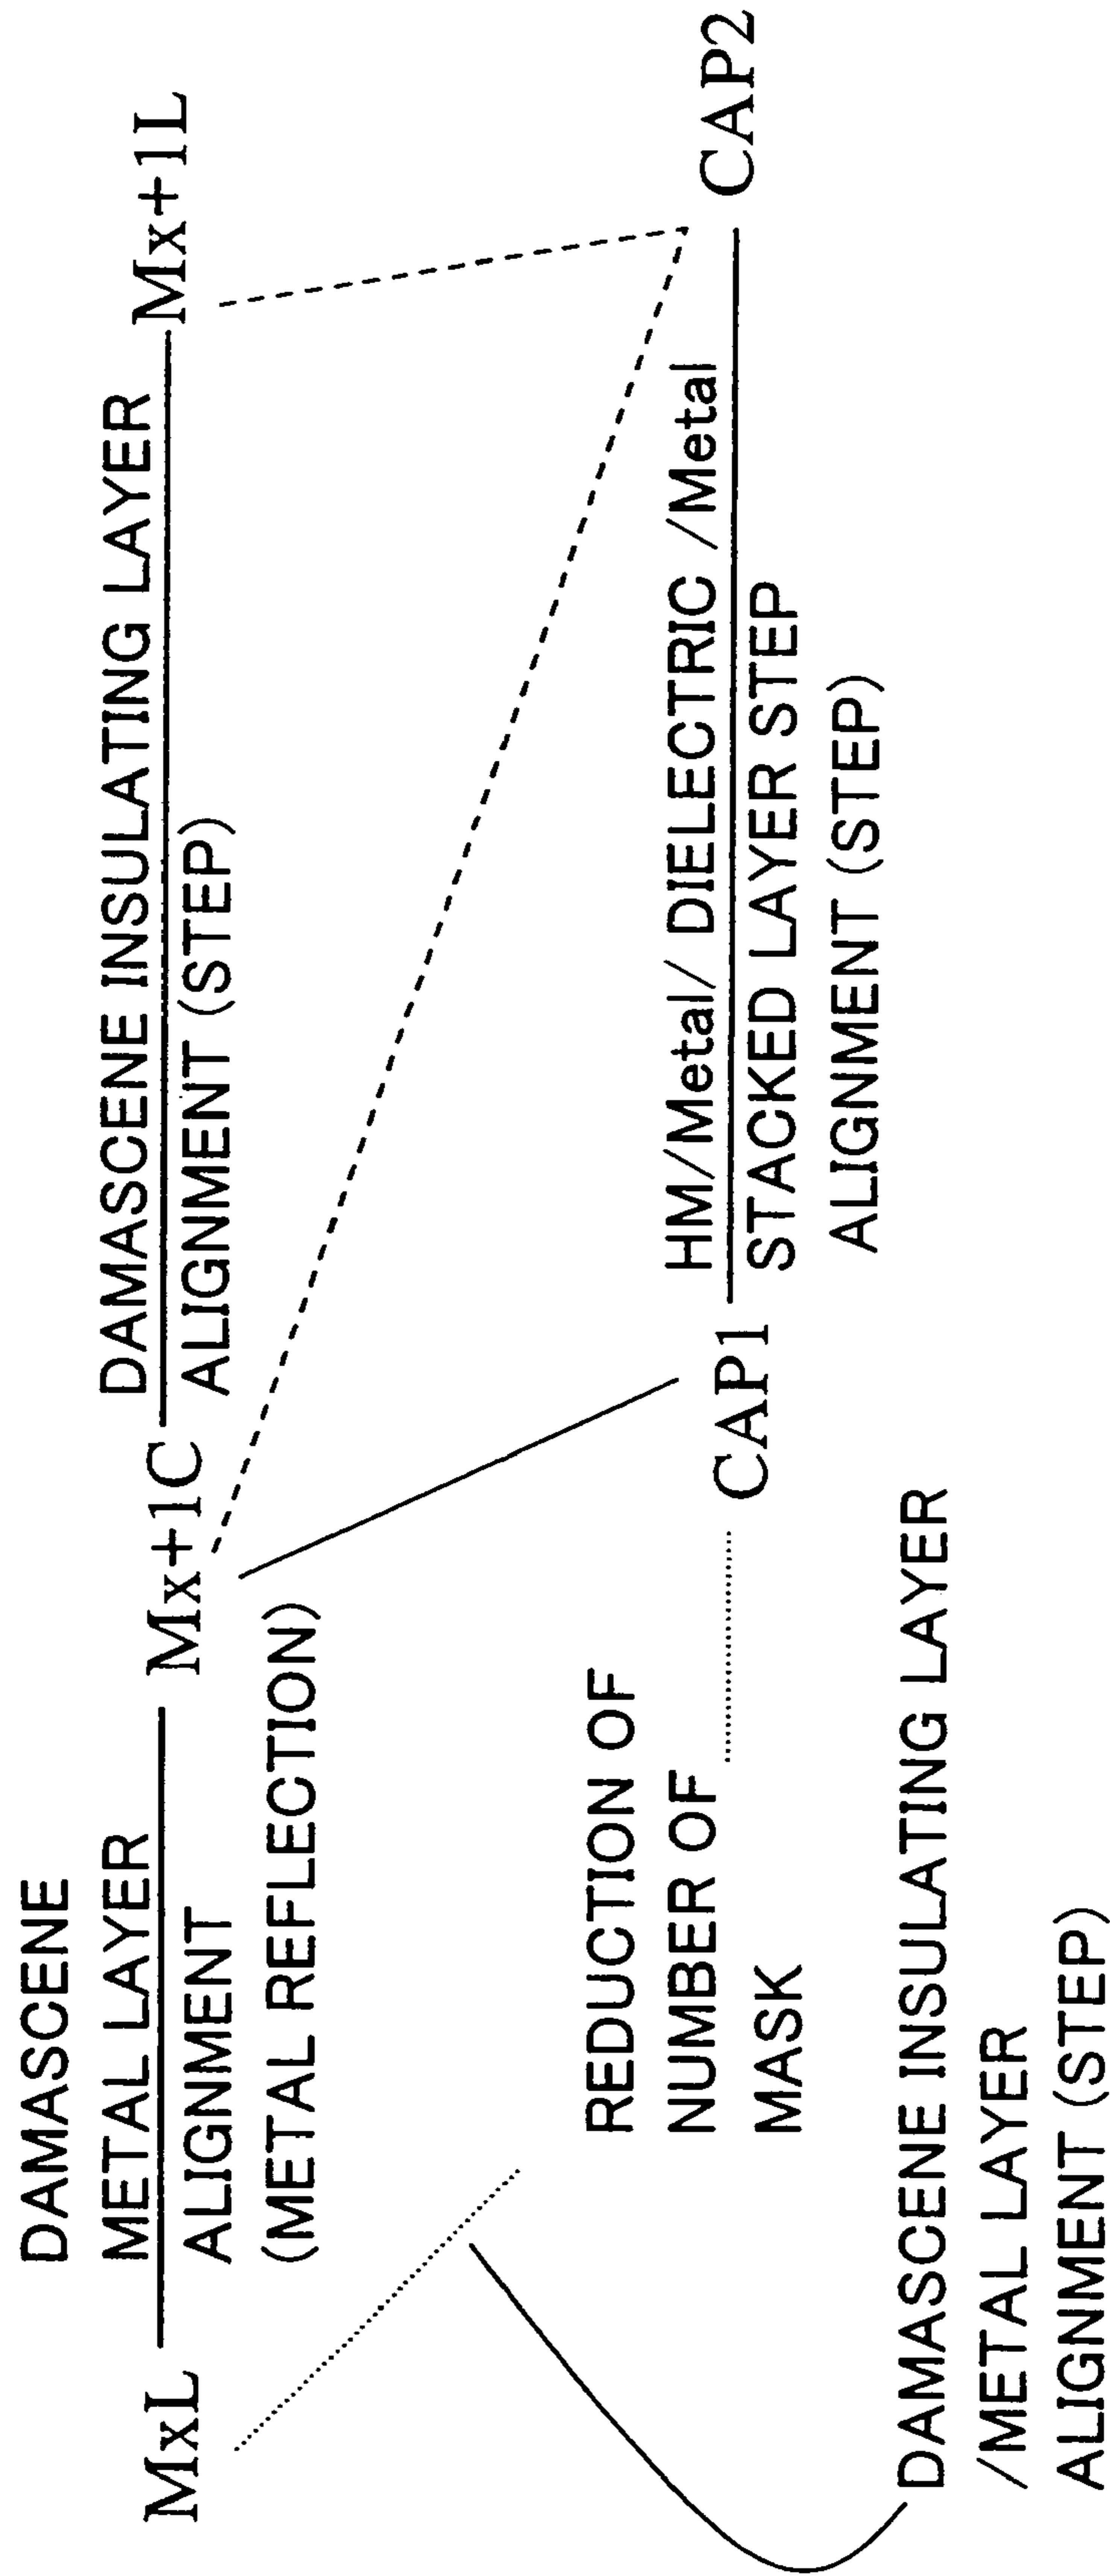 DAMASCENE
METAL LAYER
ALIGNMENT
(METAL REFLECTION)
MxL
Mx+1C
DAMASCENE INSULATING LAYER
ALIGNMENT (STEP)
Mx+1L
REDUCTION OF
NUMBER OF
MASK
CAP1
HM/Metal/ DIELECTRIC /Metal
STACKED LAYER STEP
ALIGNMENT (STEP)
CAP2
DAMASCENE INSULATING LAYER
/METAL LAYER
ALIGNMENT (STEP)